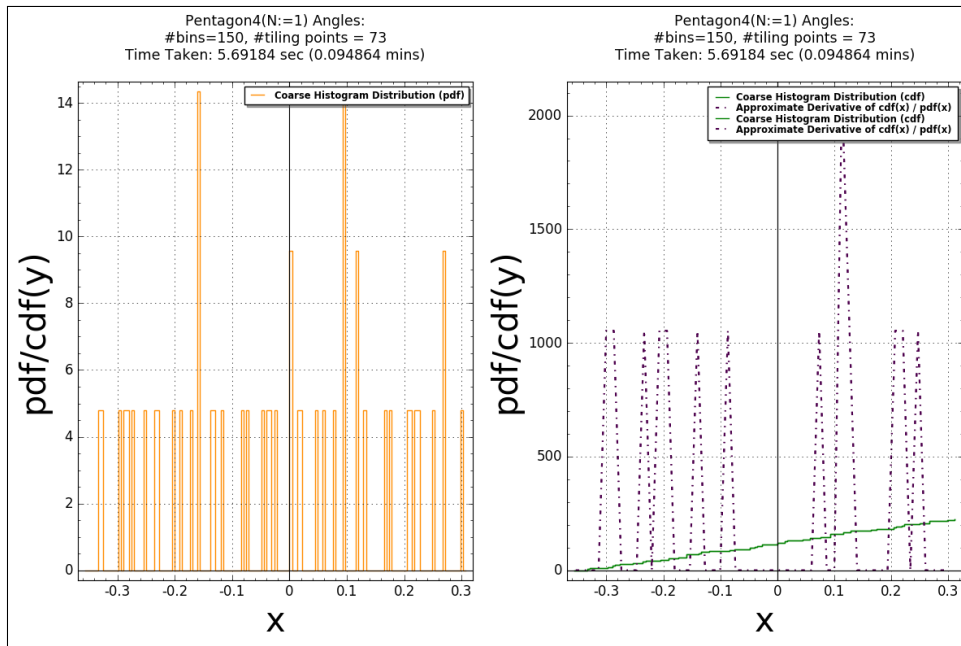 Pentagon4(N:=1) Angles:
#bins=150, #tiling points = 73
Time Taken: 5.69184 sec (0.094864 mins)
Coarse Histogram Distribution (pdf)
pdf/cdf(y)
14
12
10
8
6
4
2
0
-0.3
-0.2
-0.1
0
0.1
0.2
0.3
x
Pentagon4(N:=1) Angles:
#bins=150, #tiling points = 73
Time Taken: 5.69184 sec (0.094864 mins)
Coarse Histogram Distribution (cdf)
Approximate Derivative of cdf(x) / pdf(x)
Coarse Histogram Distribution (cdf)
Approximate Derivative of cdf(x) / pdf(x)
pdf/cdf(y)
2000
1500
1000
500
0
-0.3
-0.2
-0.1
0
0.1
0.2
0.3
x